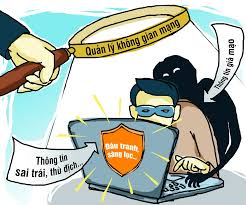 Quản lý không gian mạng
Thông tin giả mạo
Đấu tranh,
sàng lọc...
Thông tin
sai trái, thù địch...